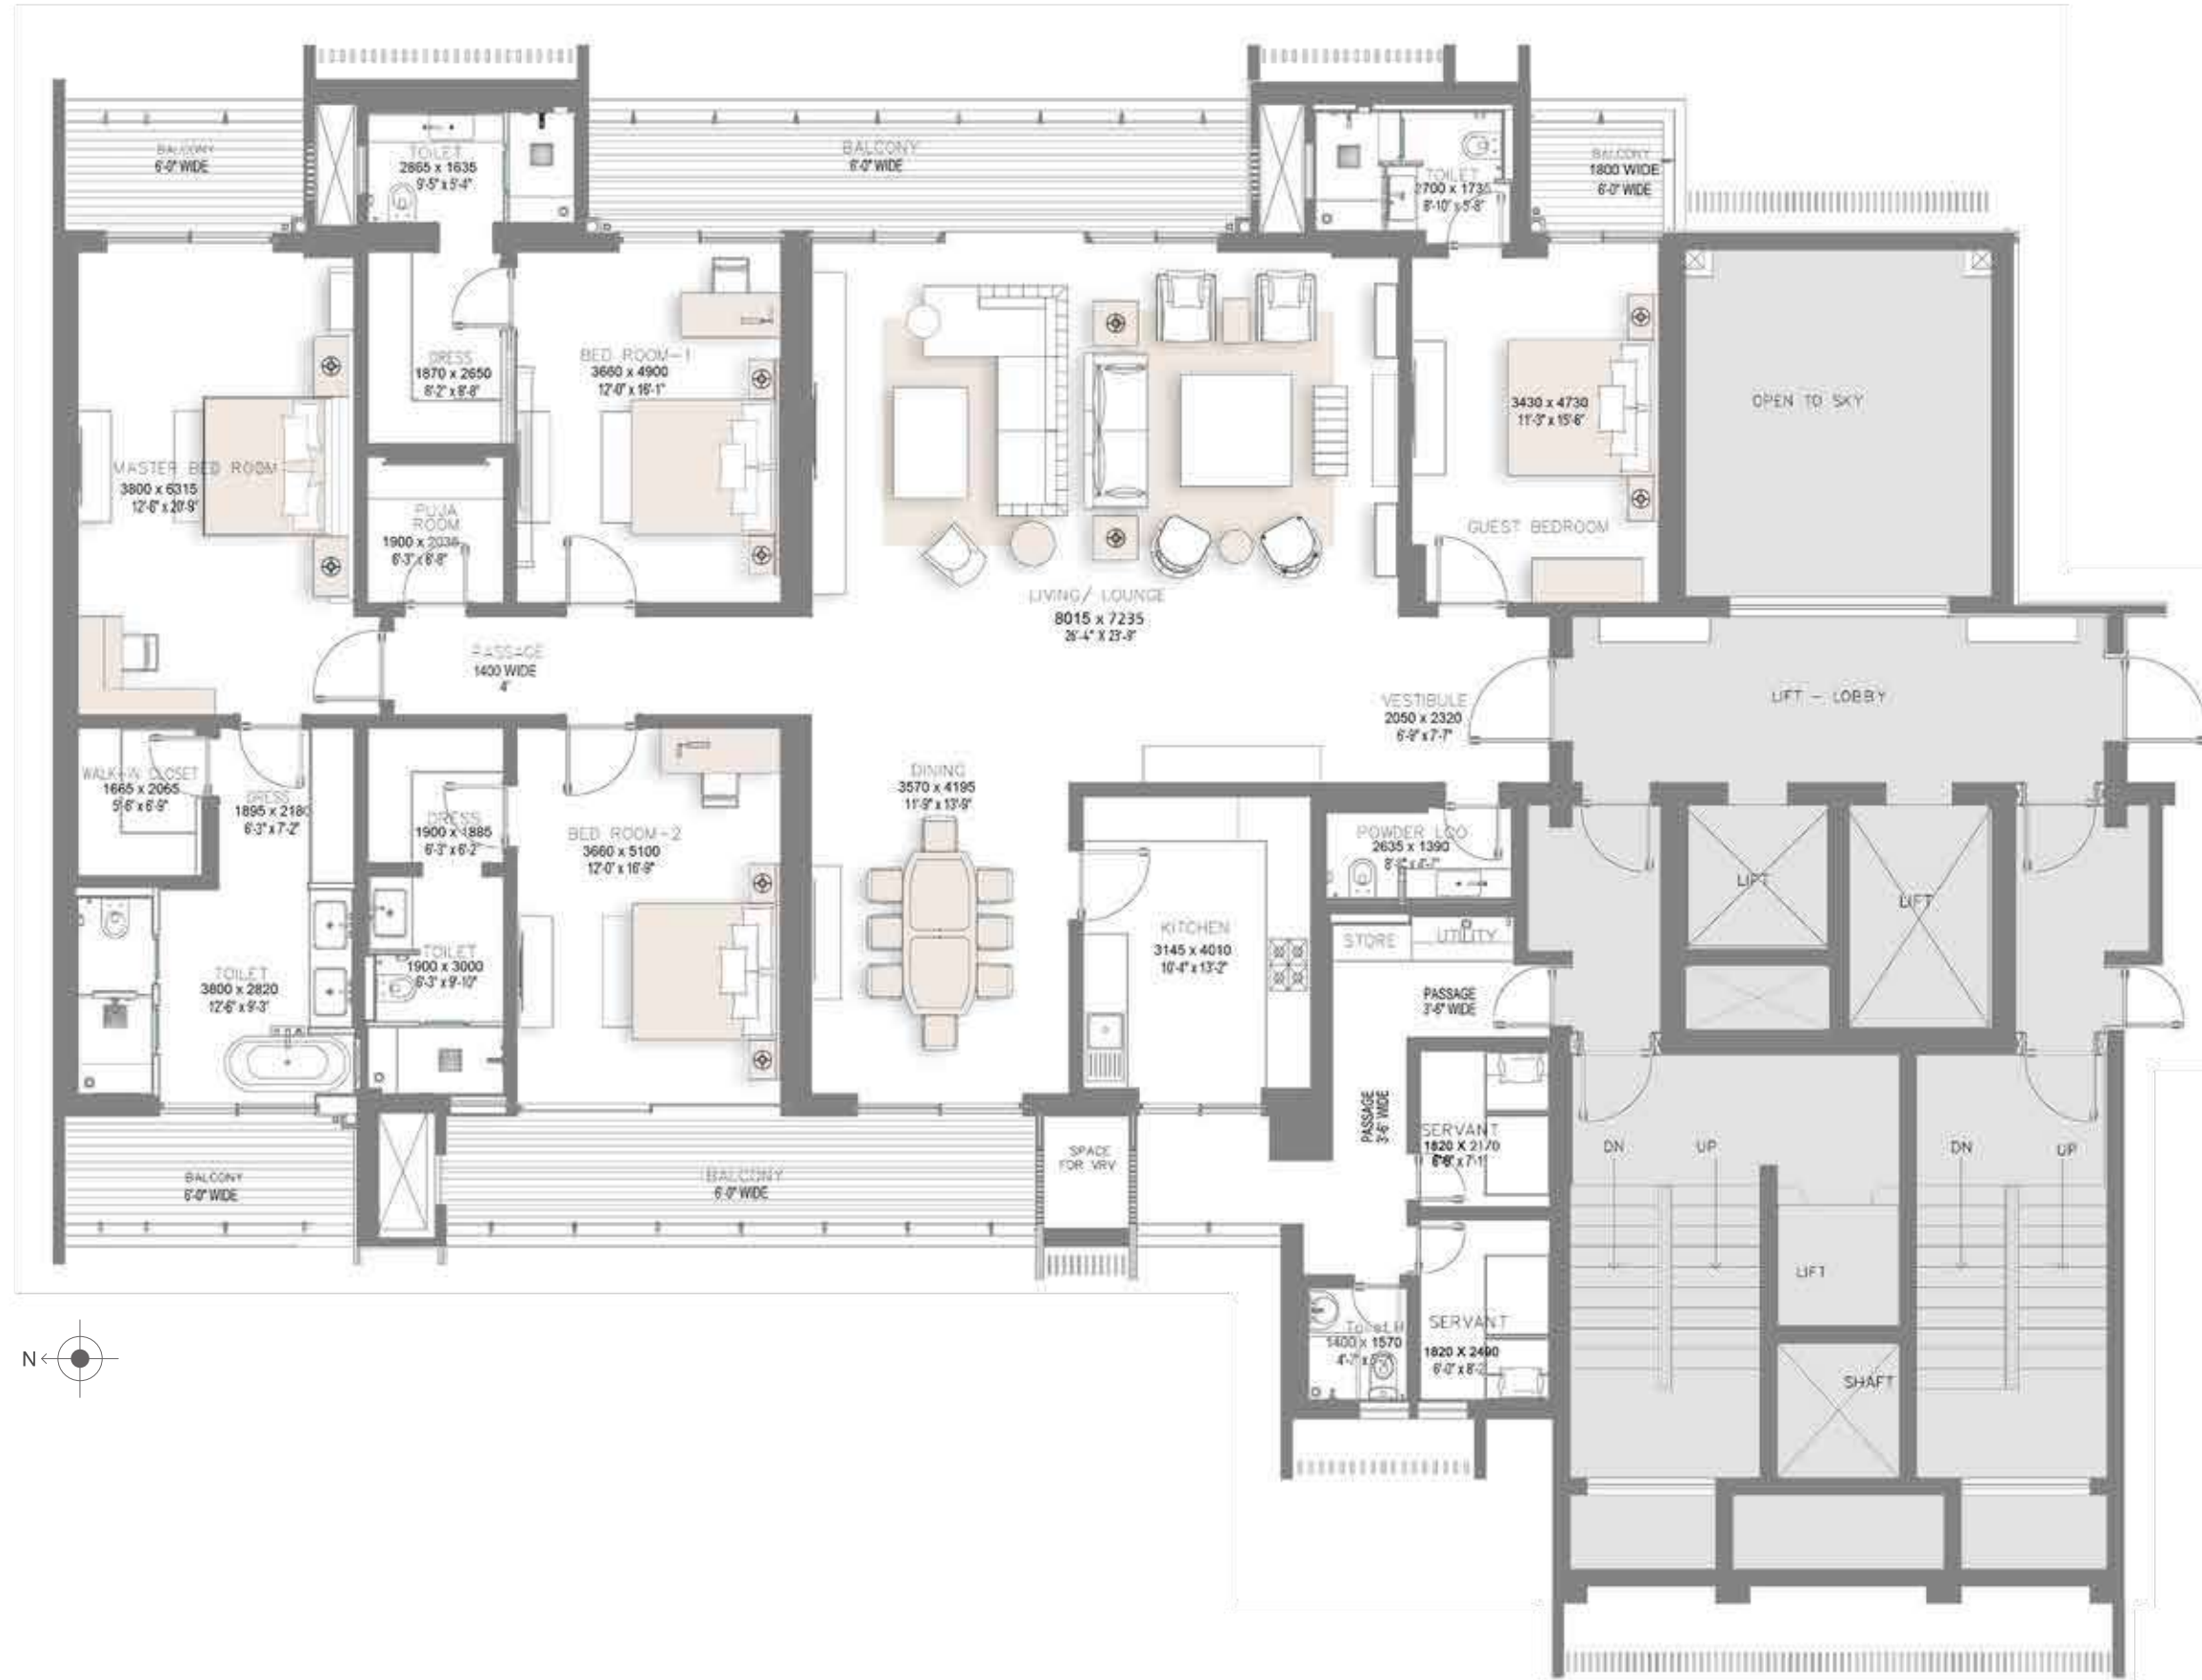 BALCONY
6'-0" WIDE
TOILET
2865 x 1635
9'-5" x 5'-4"
BALCONY
6'-0" WIDE
TOILET
2700 x 1735
8'-10" x 5'-8"
BALCONY
1800 WIDE
6'-0" WIDE
MASTER BED ROOM
3800 x 6315
12'-6" x 20'-9"
DRESS
1870 x 2650
6'-2" x 8'-8"
BED ROOM-1
3660 x 4900
12'-0" x 16'-1"
3430 x 4730
11'-3" x 15'-6"
GUEST BEDROOM
OPEN TO SKY
PUJA
ROOM
1900 x 2035
6'-3" x 6'-8"
LIVING/ LOUNGE
8015 x 7235
26'-4" X 23'-9"
PASSAGE
1400 WIDE
4"
VESTIBULE
2050 x 2320
6'-9" x 7'-7"
LIFT - LOBBY
WALK-IN CLOSET
1665 x 2065
5'-6" x 6'-9"
DRESS
1895 x 2180
6'-3" x 7'-2"
DRESS
1900 x 1885
6'-3" x 6'-2"
BED ROOM-2
3660 x 5100
12'-0" x 16'-9"
DINING
3570 x 4195
11'-9" x 13'-9"
KITCHEN
3145 x 4010
10'-4" x 13'-2"
POWDER LOO
2635 x 1390
LIFT
LIFT
STORE
UTILITY
TOILET
3800 x 2820
12'-6" x 9'-3"
TOILET
1900 x 3000
6'-3" x 9'-10"
PASSAGE
3'-6" WIDE
PASSAGE
3'-6" WIDE
SERVANT
1820 X 2170
x 7'-1"
BALCONY
6'-0" WIDE
BALCONY
6'-0" WIDE
SPACE
FOR VRV
DN
UP
DN
UP
LIFT
SERVANT
1820 X 2490
6'-0" x 8'-2
Toilet.H
1400 x 1570
4'-7" x
SHAFT
N